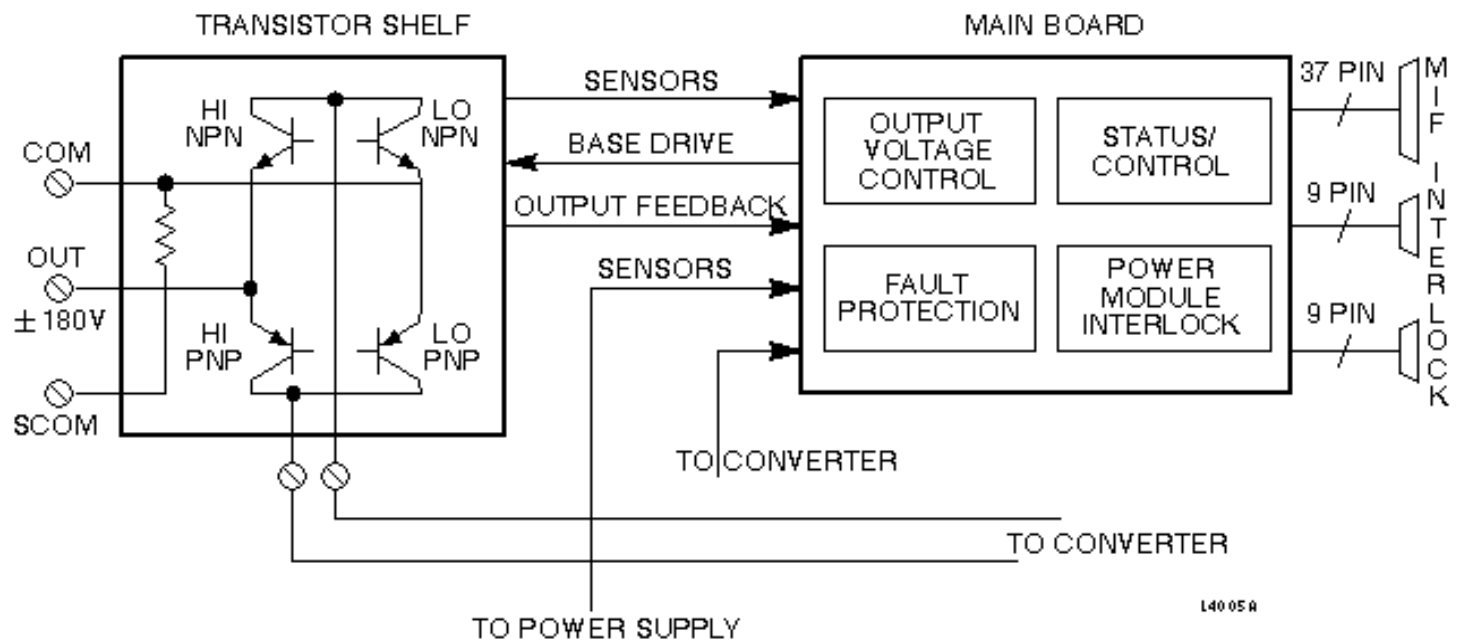 TRANSISTOR SHELF
MAIN BOARD
HI
NPN
LO
NPN
COM
OUT
± 180V
HI
PNP
LO
PNP
SCOM
SENSORS
BASE DRIVE
OUTPUT FEEDBACK
SENSORS
OUTPUT
VOLTAGE
CONTROL
STATUS/
CONTROL
FAULT
PROTECTION
POWER
MODULE
INTERLOCK
37 PIN
9 PIN
9 PIN
MIF INTERLOCK
TO CONVERTER
TO CONVERTER
TO POWER SUPPLY
L4005A